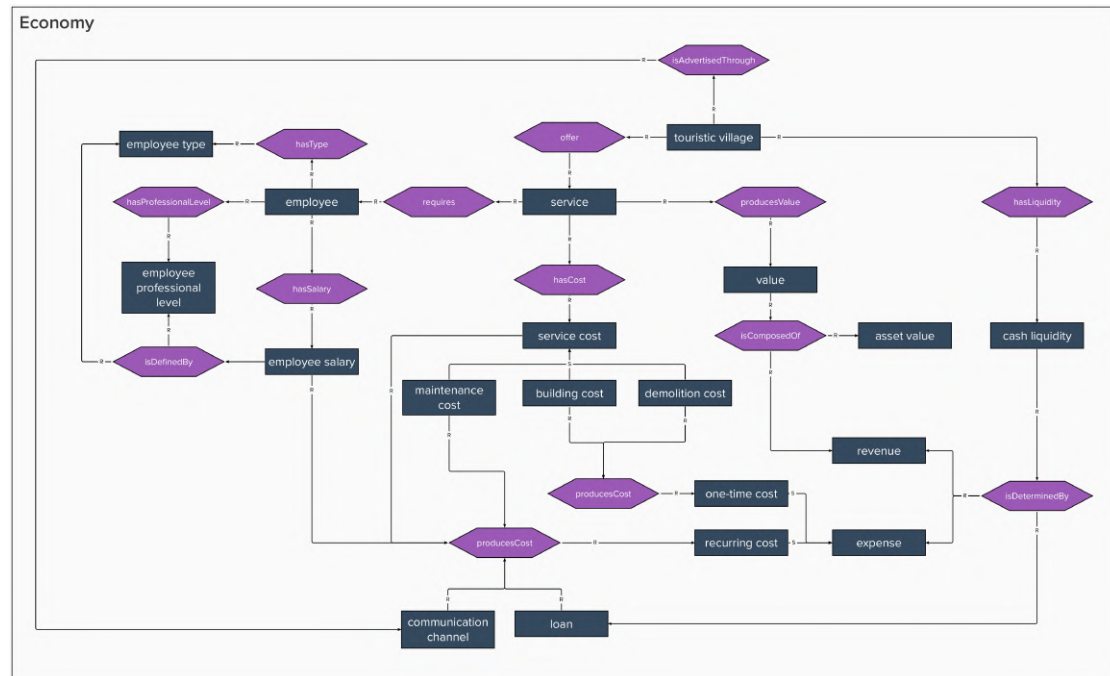 Economy
isAdvertisedThrough
R
R
employee type
R
hasType
offer
R
touristic village
R
R
R
hasProfessionalLevel
R
employee
R
requires
R
service
R
producesValue
hasLiquidity
R
R
R
R
R
employee
professional
level
hasSalary
hasCost
value
R
R
R
R
service cost
isComposedOf
R
asset value
cash liquidity
R
isDefinedBy
employee salary
R
S
R
R
maintenance
cost
building cost
demolition cost
R
R
R
R
revenue
producesCost
R
one-time cost
S
R
isDeterminedBy
producesCost
R
recurring cost
S
expense
R
R
R
communication
channel
loan